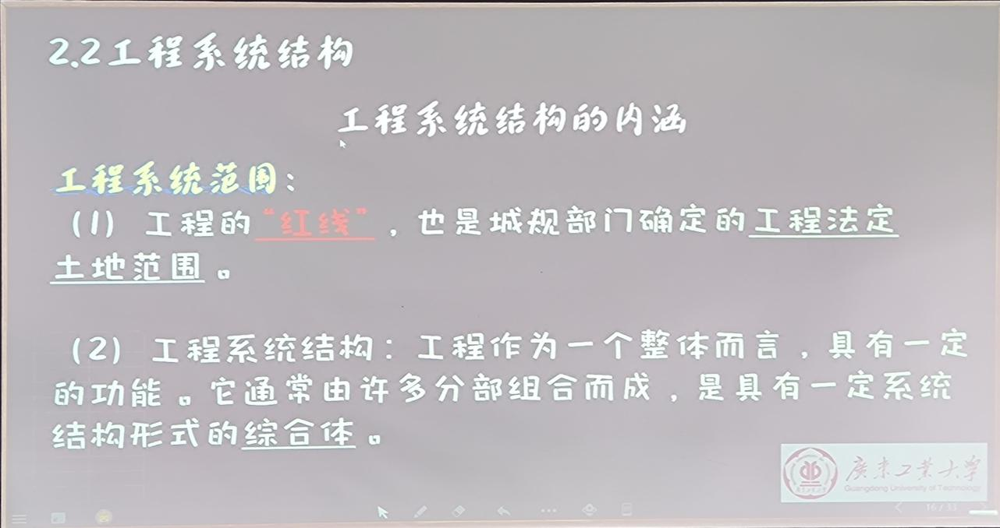 2.2工程系统结构
工程系统结构的内涵
工程系统范围：
（1）工程的“红线”，也是城规部门确定的工程法定
土地范围。
（2）工程系统结构：工程作为一个整体而言，具有一定
的功能。它通常由许多分部组合而成，是具有一定系统
结构形式的综合体。
廣東工業大學
Guangdong University of Technology
16/33